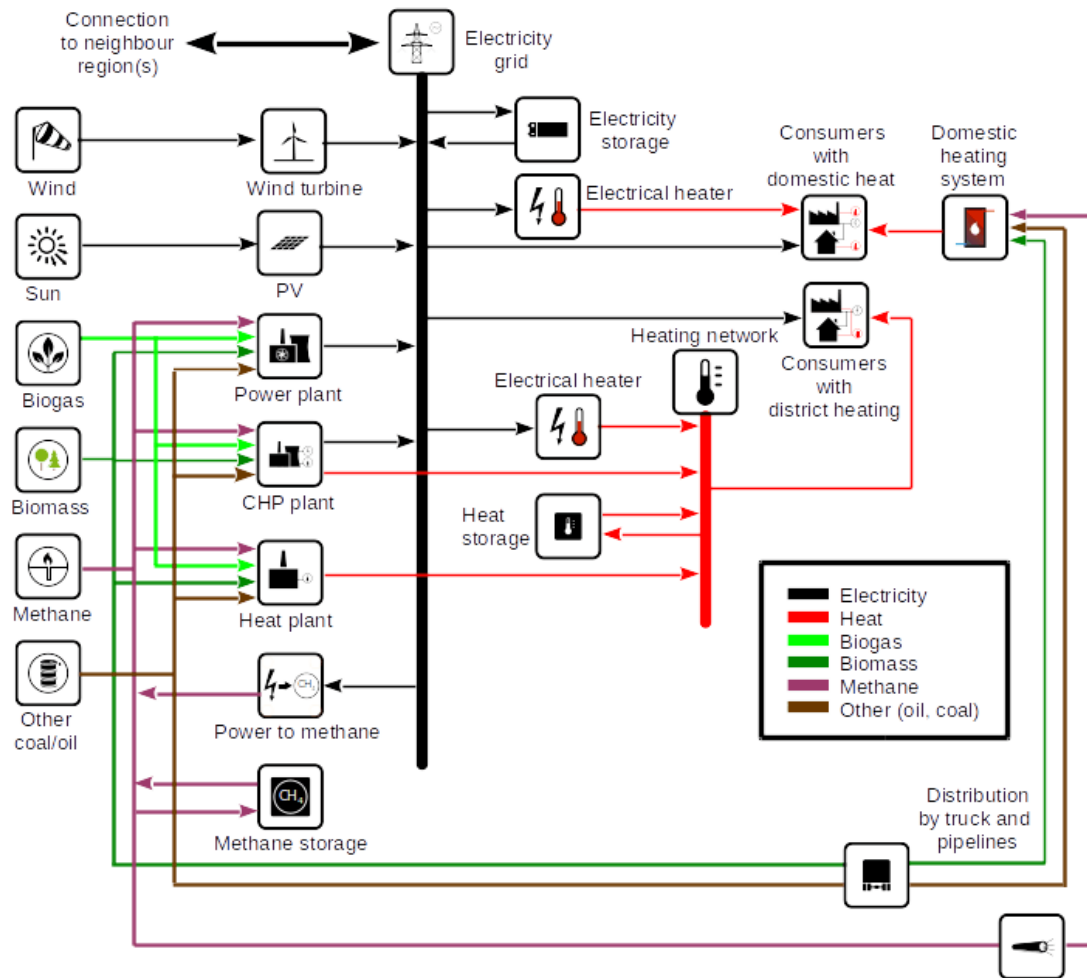 Connection
to neighbour
region(s)
Electricity
grid
Wind
Wind turbine
Electricity
storage
Consumers
with
domestic heat
Domestic
heating
system
Electrical heater
Sun
PV
Biogas
Power plant
Heating network
Consumers
with
district heating
Electrical heater
Biomass
CHP plant
Heat
storage
Methane
Heat plant
Other
coal/oil
CH₄
Power to methane
CH₄
Methane storage
Electricity
Heat
Biogas
Biomass
Methane
Other (oil, coal)
Distribution
by truck and
pipelines